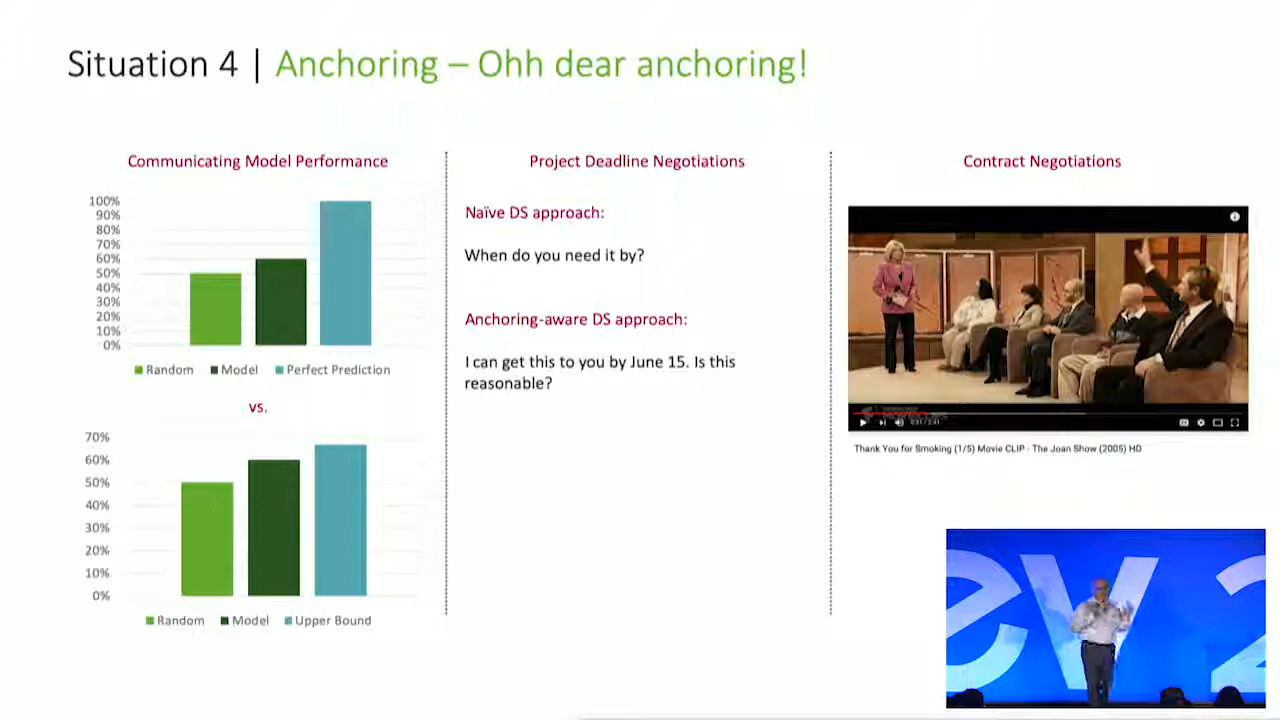 Situation 4 | Anchoring – Ohh dear anchoring!
Communicating Model Performance
100%
90%
80%
70%
60%
50%
40%
30%
20%
10%
0%
Random Model Perfect Prediction
vs.
70%
60%
50%
40%
30%
20%
10%
0%
Random Model Upper Bound
Project Deadline Negotiations
Naïve DS approach:
When do you need it by?
Anchoring-aware DS approach:
I can get this to you by June 15. Is this
reasonable?
Contract Negotiations
Thank You for Smoking (1/5) Movie CLIP - The Joan Show (2005) HD
ev 2